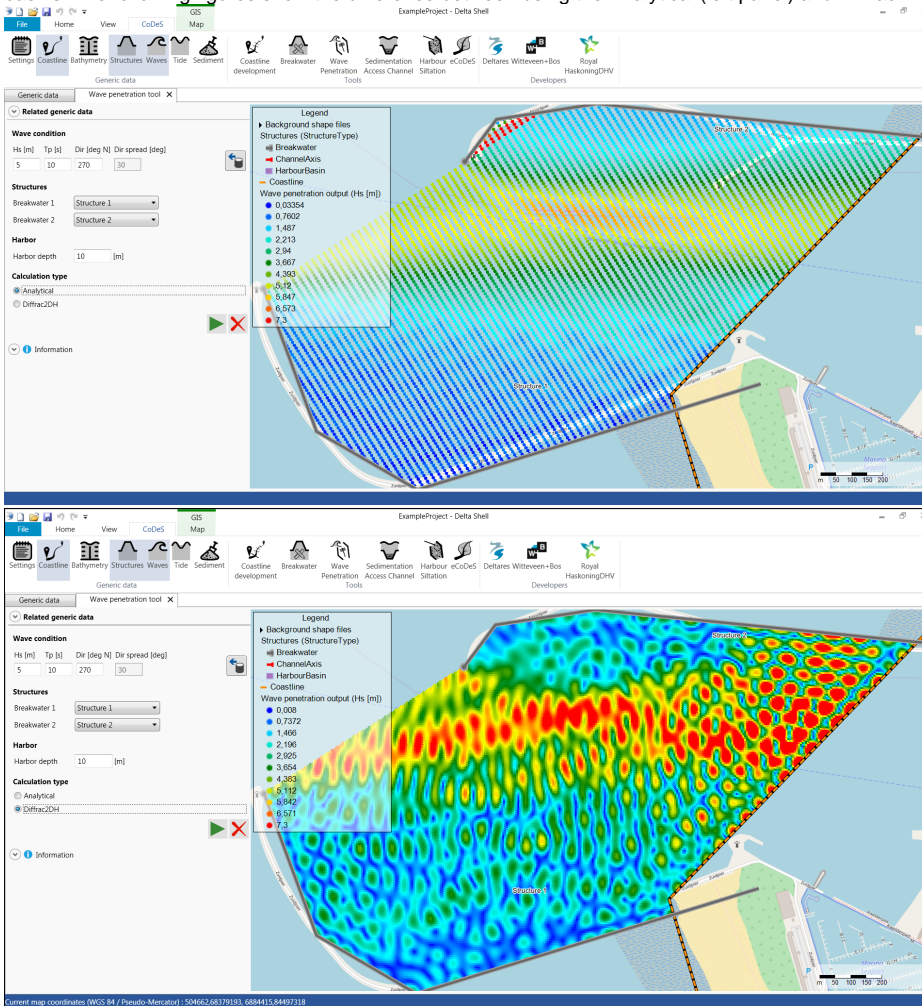 GIS
ExampleProject - Delta Shell
File Home View CoDeS Map
Settings Coastline Bathymetry Structures Waves Tide Sediment
Generic data
Coastline development Breakwater Wave Penetration Sedimentation Access Channel Harbour Siltation eCoDeS
Tools
Deltares Witteveen+Bos Royal HaskoningDHV
Developers
Generic data Wave penetration tool X
Related generic data
Wave condition
Hs [m] Tp [s] Dir [deg N] Dir spread [deg]
5 10 270 30
Structures
Breakwater 1 Structure 1
Breakwater 2 Structure 2
Harbor
Harbor depth 10 [m]
Calculation type
Analytical
Diffrac2DH
Information
Legend
Background shape files
Structures (StructureType)
Breakwater
ChannelAxis
HarbourBasin
Coastline
Wave penetration output (Hs [m])
0,03354
0,7602
1,487
2,213
2,94
3,667
4,393
5,12
5,847
6,573
7,3
Structure 2
Structure 1
Zuidpier
Zuidpier
Zuidpier
P
m 50 100 150 200
GIS
ExampleProject - Delta Shell
File Home View CoDeS Map
Settings Coastline Bathymetry Structures Waves Tide Sediment
Generic data
Coastline development Breakwater Wave Penetration Sedimentation Access Channel Harbour Siltation eCoDeS
Tools
Deltares Witteveen+Bos Royal HaskoningDHV
Developers
Generic data Wave penetration tool X
Related generic data
Wave condition
Hs [m] Tp [s] Dir [deg N] Dir spread [deg]
5 10 270 30
Structures
Breakwater 1 Structure 1
Breakwater 2 Structure 2
Harbor
Harbor depth 10 [m]
Calculation type
Analytical
Diffrac2DH
Information
Legend
Background shape files
Structures (StructureType)
Breakwater
ChannelAxis
HarbourBasin
Coastline
Wave penetration output (Hs [m])
0,008
0,7372
1,466
2,196
2,925
3,654
4,383
5,112
5,842
6,571
7,3
Structure 2
Structure 1
Zuidpier
Zuidpier
Zuidpier
P
m 50 100 150 200
Current map coordinates (WGS 84 / Pseudo-Mercator) : 504662,68379193, 6884415,84497318